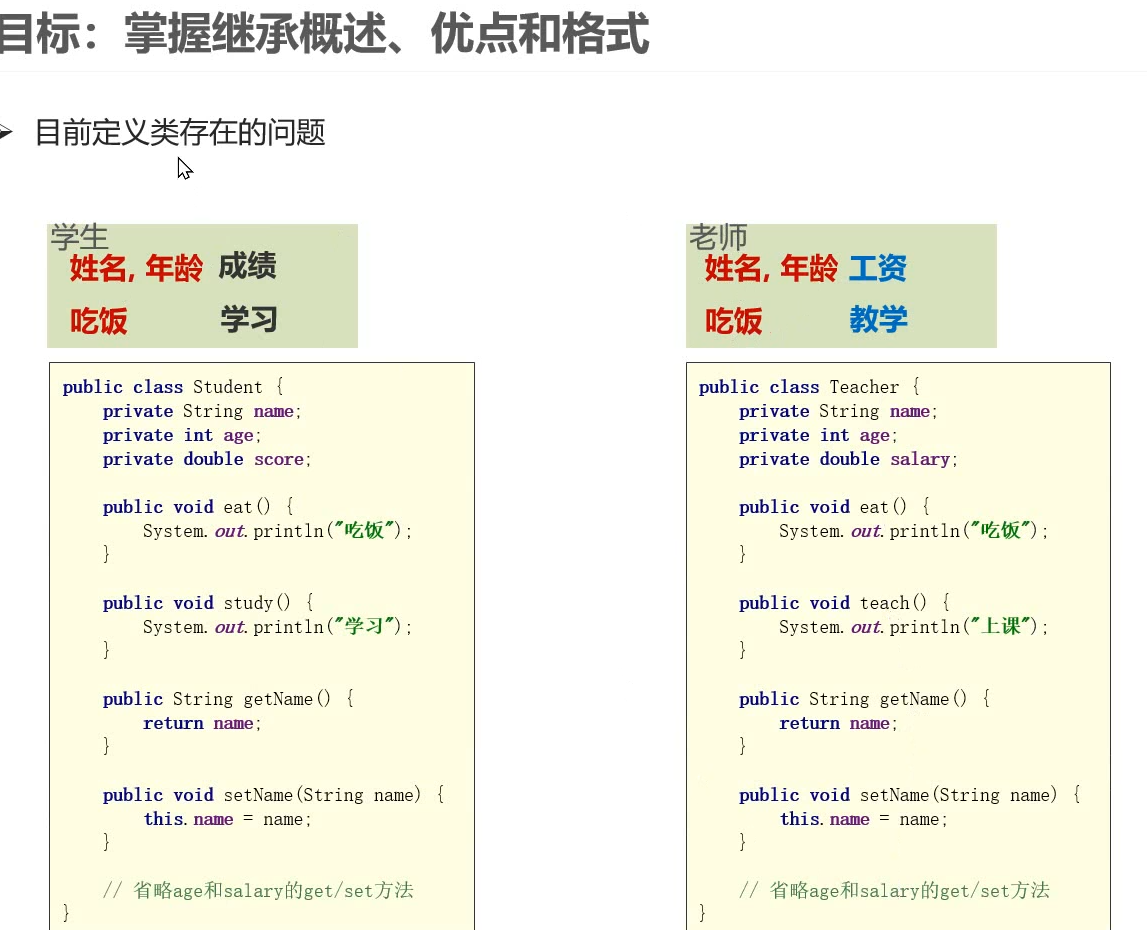 目标：掌握继承概述、优点和格式
目前定义类存在的问题
学生
姓名, 年龄 成绩
吃饭 学习
public class Student {
private String name;
private int age;
private double score;
public void eat() {
System.out.println("吃饭");
}
public void study() {
System.out.println("学习");
}
public String getName() {
return name;
}
public void setName(String name) {
this.name = name;
}
// 省略age和salary的get/set方法
}
老师
姓名, 年龄 工资
吃饭 教学
public class Teacher {
private String name;
private int age;
private double salary;
public void eat() {
System.out.println("吃饭");
}
public void teach() {
System.out.println("上课");
}
public String getName() {
return name;
}
public void setName(String name) {
this.name = name;
}
// 省略age和salary的get/set方法
}